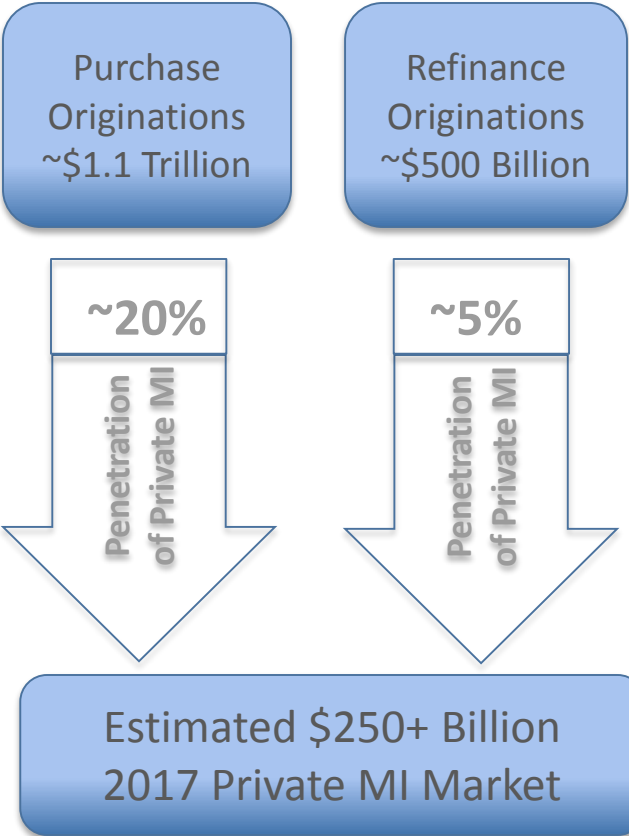 Purchase
Originations
~$1.1 Trillion
Refinance
Originations
~$500 Billion
~20%
Penetration
of Private MI
~5%
Penetration
of Private MI
Estimated $250+ Billion
2017 Private MI Market